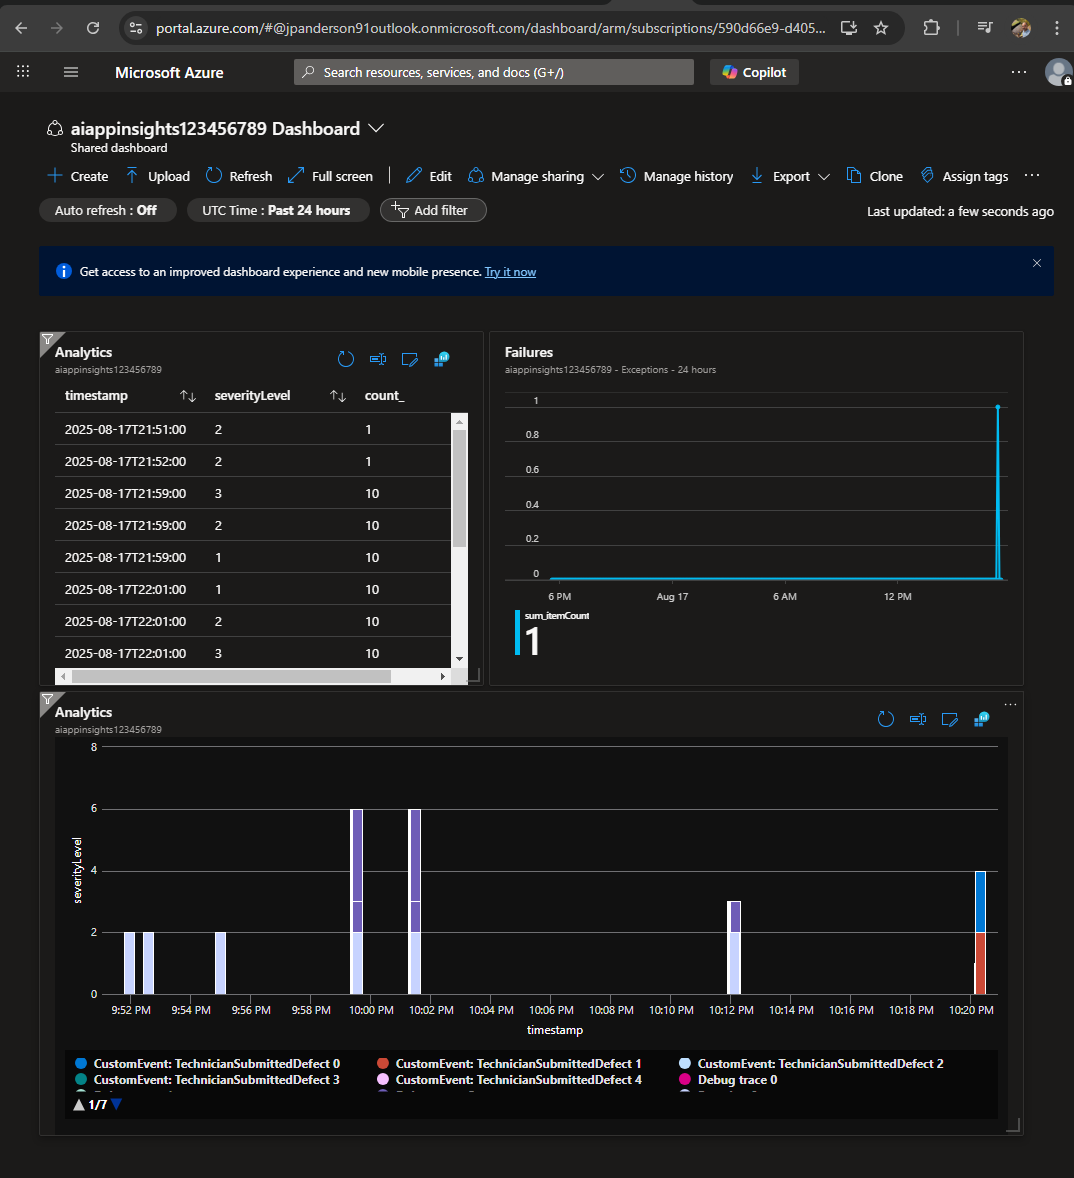 portal.azure.com/#@jpanderson91outlook.onmicrosoft.com/dashboard/arm/subscriptions/590d66e9-d405...
Microsoft Azure
Search resources, services, and docs (G+/)
Copilot
aiappinsights123456789 Dashboard
Shared dashboard
Create Upload Refresh Full screen Edit Manage sharing Manage history Export Clone Assign tags
Auto refresh : Off UTC Time : Past 24 hours Add filter
Last updated: a few seconds ago
Get access to an improved dashboard experience and new mobile presence. Try it now
Analytics
aiappinsights123456789
timestamp severityLevel count_
2025-08-17T21:51:00 2 1
2025-08-17T21:52:00 2 1
2025-08-17T21:59:00 3 10
2025-08-17T21:59:00 2 10
2025-08-17T21:59:00 1 10
2025-08-17T22:01:00 1 10
2025-08-17T22:01:00 2 10
2025-08-17T22:01:00 3 10
Failures
aiappinsights123456789 - Exceptions - 24 hours
1
0.8
0.6
0.4
0.2
0
6 PM Aug 17 6 AM 12 PM
sum_itemCount
1
Analytics
aiappinsights123456789
8
6
4
2
0
severityLevel
9:52 PM 9:54 PM 9:56 PM 9:58 PM 10:00 PM 10:02 PM 10:04 PM 10:06 PM 10:08 PM 10:10 PM 10:12 PM 10:14 PM 10:16 PM 10:18 PM 10:20 PM
timestamp
CustomEvent: TechnicianSubmittedDefect 0 CustomEvent: TechnicianSubmittedDefect 1 CustomEvent: TechnicianSubmittedDefect 2
CustomEvent: TechnicianSubmittedDefect 3 CustomEvent: TechnicianSubmittedDefect 4 Debug trace 0
1/7